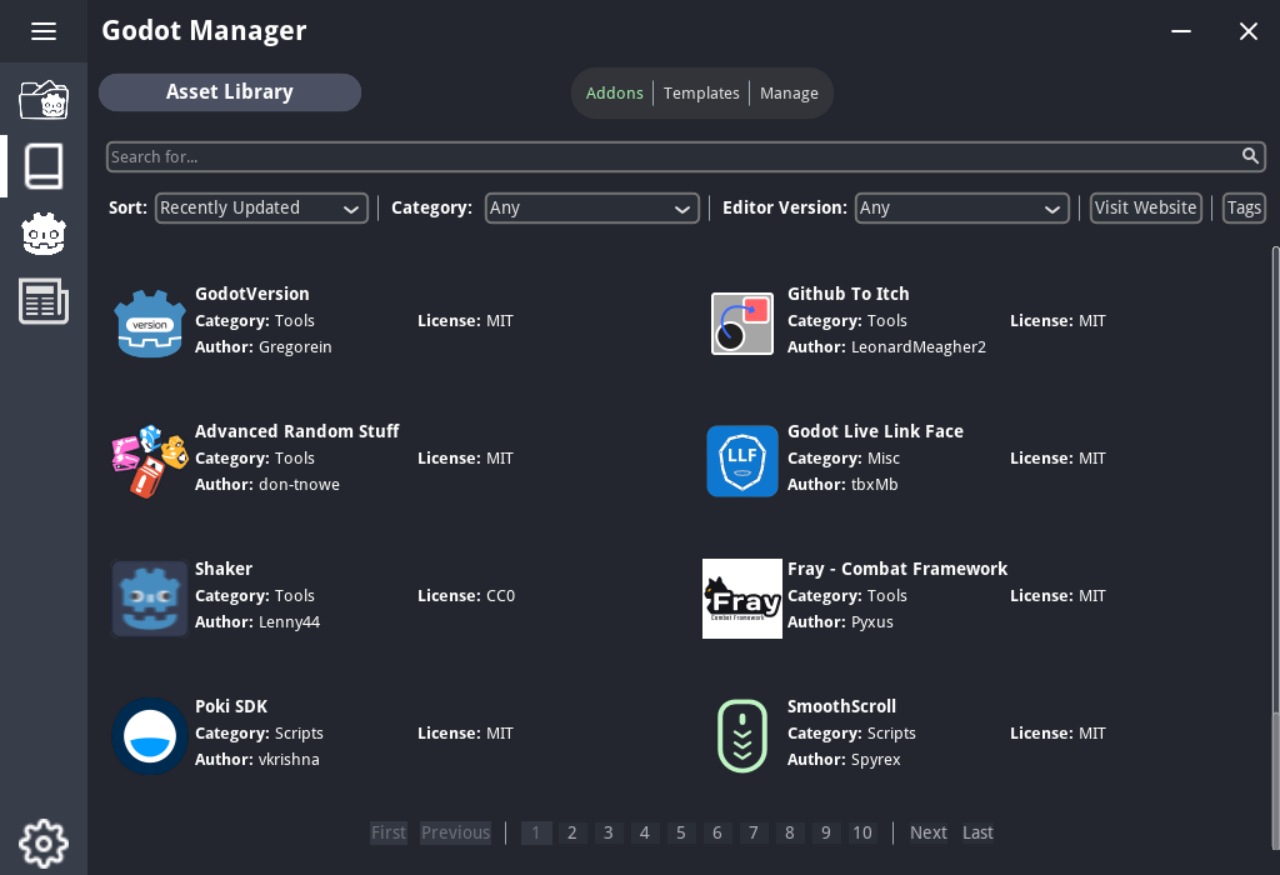 Godot Manager
Asset Library
Addons Templates Manage
Search for...
Sort: Recently Updated Category: Any Editor Version: Any Visit Website Tags
GodotVersion
Category: Tools License: MIT
Author: Gregorein
version
Github To Itch
Category: Tools License: MIT
Author: LeonardMeagher2
Advanced Random Stuff
Category: Tools License: MIT
Author: don-tnowe
Godot Live Link Face
Category: Misc License: MIT
Author: tbxMb
LLF
Shaker
Category: Tools License: CC0
Author: Lenny44
Fray - Combat Framework
Category: Tools License: MIT
Author: Pyxus
Fray
Combat Framework
Poki SDK
Category: Scripts License: MIT
Author: vkrishna
SmoothScroll
Category: Scripts License: MIT
Author: Spyrex
First Previous 1 2 3 4 5 6 7 8 9 10 Next Last